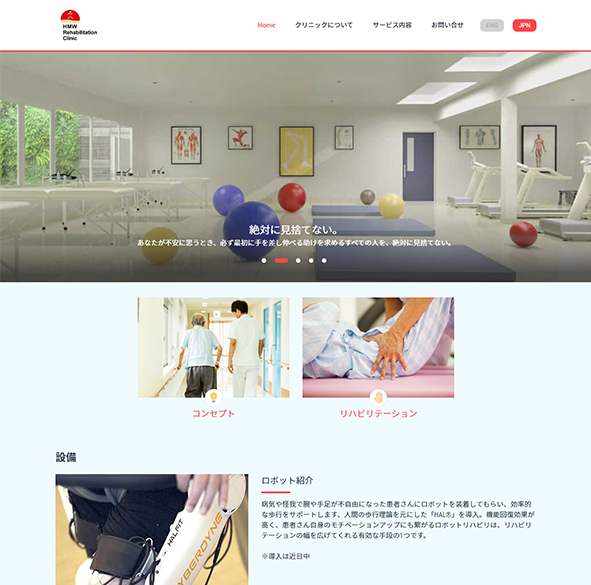 HMW
Rehabilitation
Clinic
Home
クリニックについて
サービス内容
お問い合せ
ENG
JPN
絶対に見捨てない。
あなたが不安に思うとき、必ず最初に手を差し伸べる助けを求めるすべての人を、絶対に見捨てない。
コンセプト
リハビリテーション
設備
ロボット紹介
病気や怪我で腕や手足が不自由になった患者さんにロボットを装着してもらい、効率的
な歩行をサポートします。人間の歩行理論を元にした「HAL®」を導入。機能回復効果が
高く、患者さん自身のモチベーションアップにも繋がるロボットリハビリは、リハビリ
テーションの幅を広げてくれる有効な手段の1つです。
※導入は近日中
HALFIT
CYBERDYNE